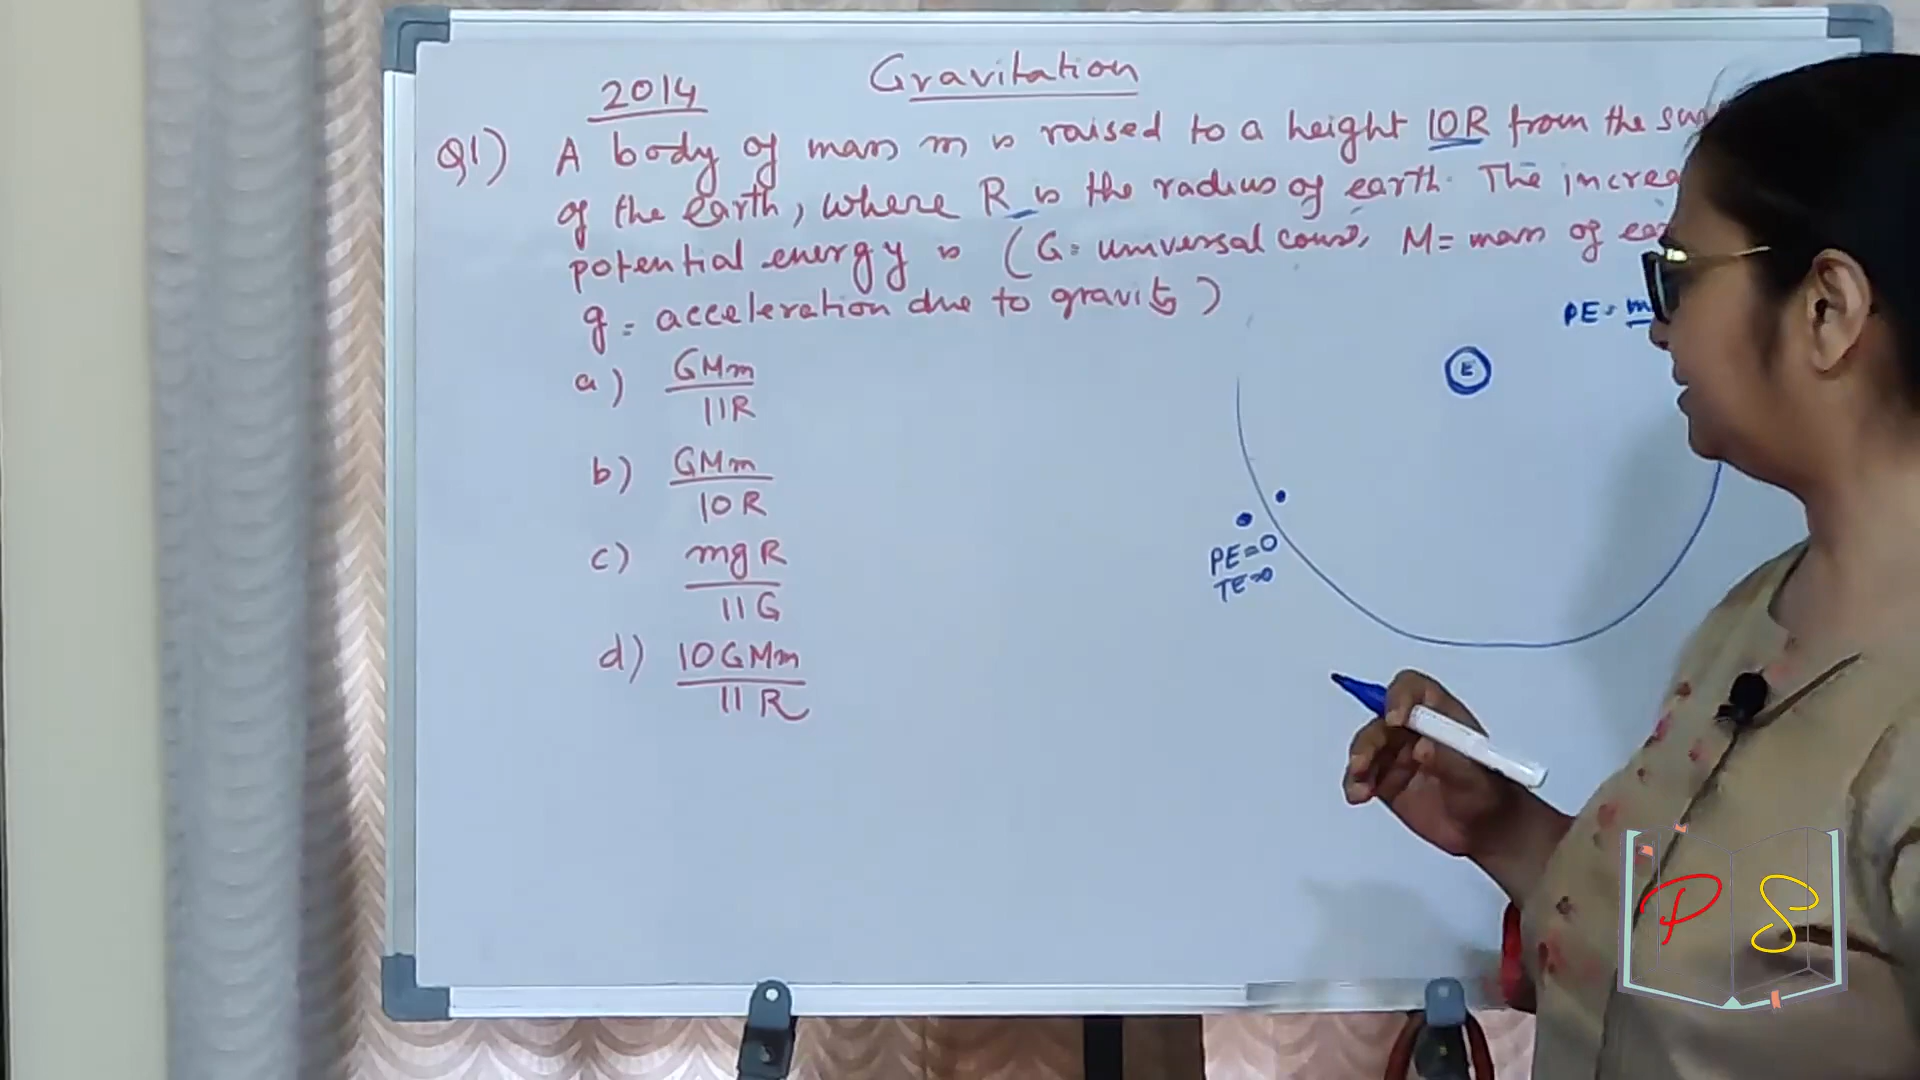 2014
Gravitation
Q1) A body of mass m is raised to a height 10R from the
of the earth, where R is the radius of earth. The
potential energy is (G = universal const, M = mass of
g = acceleration due to gravity)
a) GMm
11R
b) GMm
10R
c) mgR
11G
d) 10GMm
11R
PE =
E
PE=0
TE=0
P S